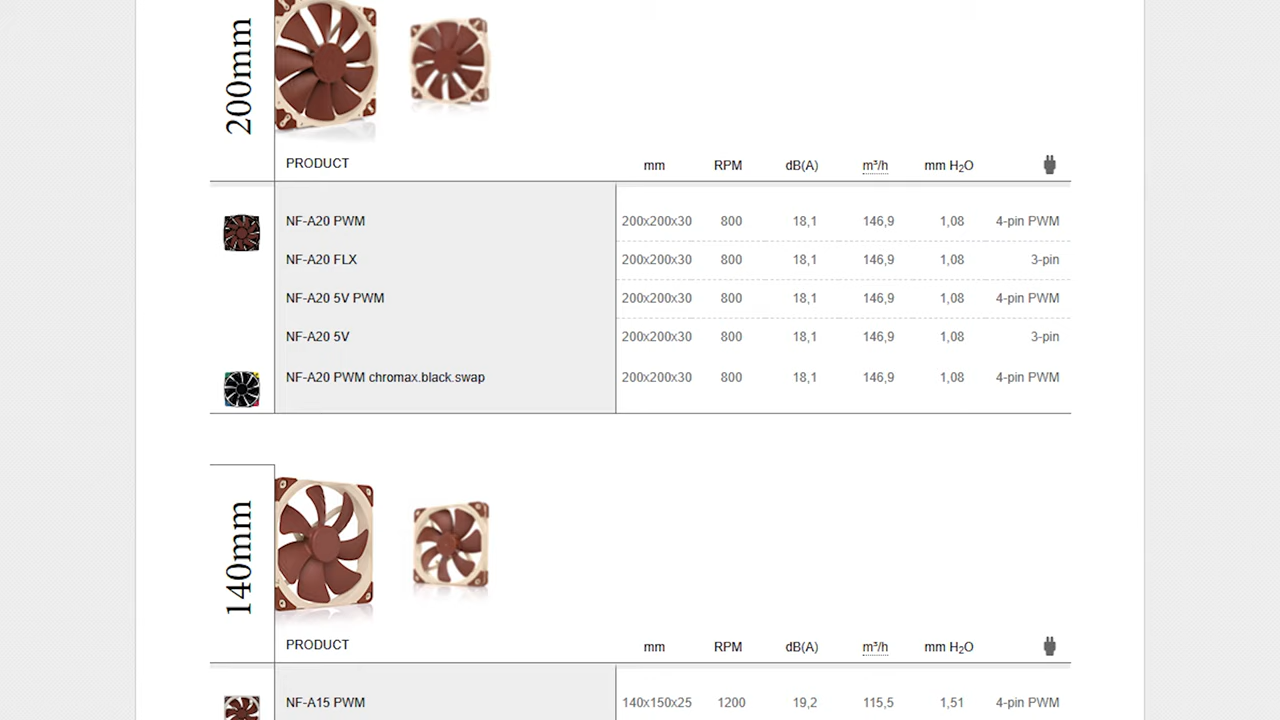 200mm
PRODUCT mm RPM dB(A) m³/h mm H₂O
NF-A20 PWM 200x200x30 800 18,1 146,9 1,08 4-pin PWM
NF-A20 FLX 200x200x30 800 18,1 146,9 1,08 3-pin
NF-A20 5V PWM 200x200x30 800 18,1 146,9 1,08 4-pin PWM
NF-A20 5V 200x200x30 800 18,1 146,9 1,08 3-pin
NF-A20 PWM chromax.black.swap 200x200x30 800 18,1 146,9 1,08 4-pin PWM
140mm
PRODUCT mm RPM dB(A) m³/h mm H₂O
NF-A15 PWM 140x150x25 1200 19,2 115,5 1,51 4-pin PWM